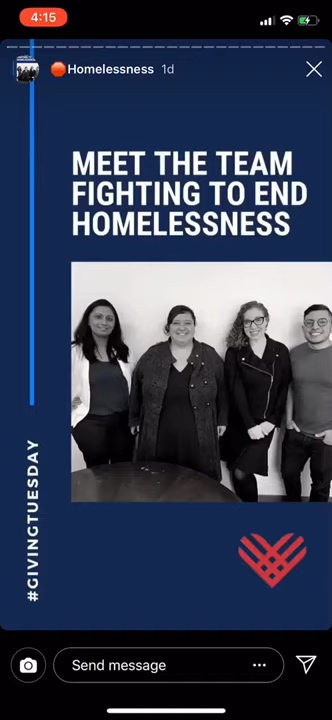 4:15
Homelessness 1d
MEET THE TEAM
FIGHTING TO END
HOMELESSNESS
#GIVINGTUESDAY
Send message